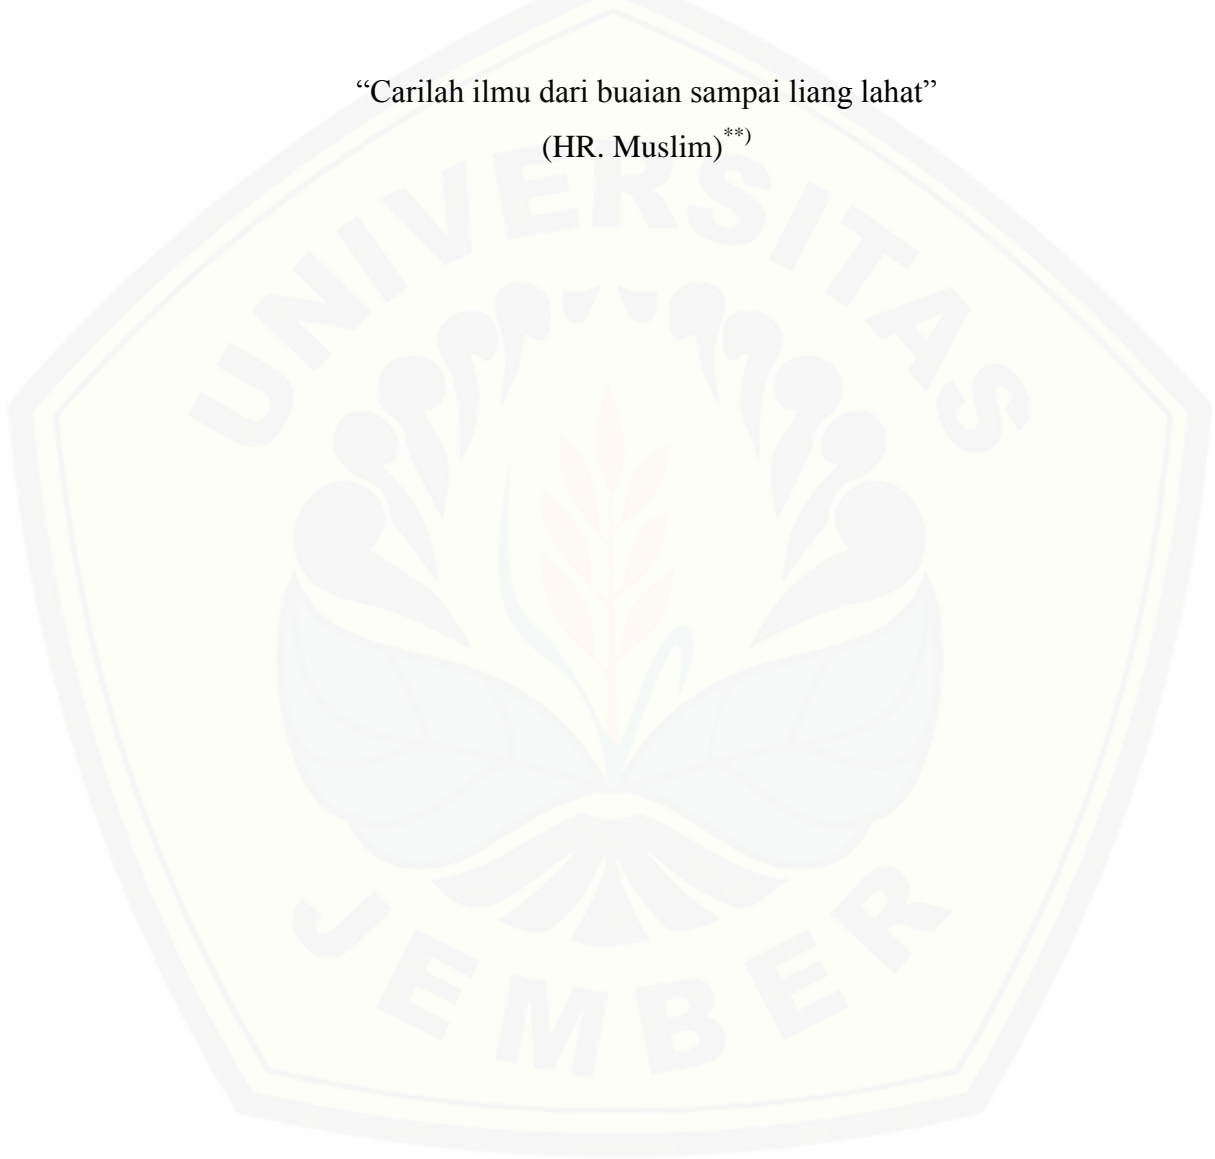 “Carilah ilmu dari buaian sampai liang lahat”
(HR. Muslim)**)
UNIVERSITAS
JEMBER